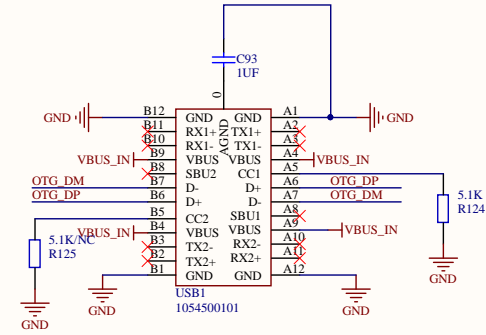 C93
1UF
0
GND
B12
GND
GND
A1
GND
B11
RX1+
TX1+
A2
B10
RX1-
AGND
TX1-
A3
VBUS_IN
B9
VBUS
VBUS
A4
VBUS_IN
B8
SBU2
CC1
A5
OTG_DM
B7
D-
D+
A6
OTG_DP
5.1K
OTG_DP
B6
D+
D-
A7
OTG_DM
R124
B5
CC2
SBU1
A8
5.1K/NC
VBUS_IN
B4
VBUS
VBUS
A9
VBUS_IN
R125
B3
TX2-
RX2-
A10
B2
TX2+
RX2+
A11
B1
GND
GND
A12
GND
USB1
1054500101
GND
GND
GND